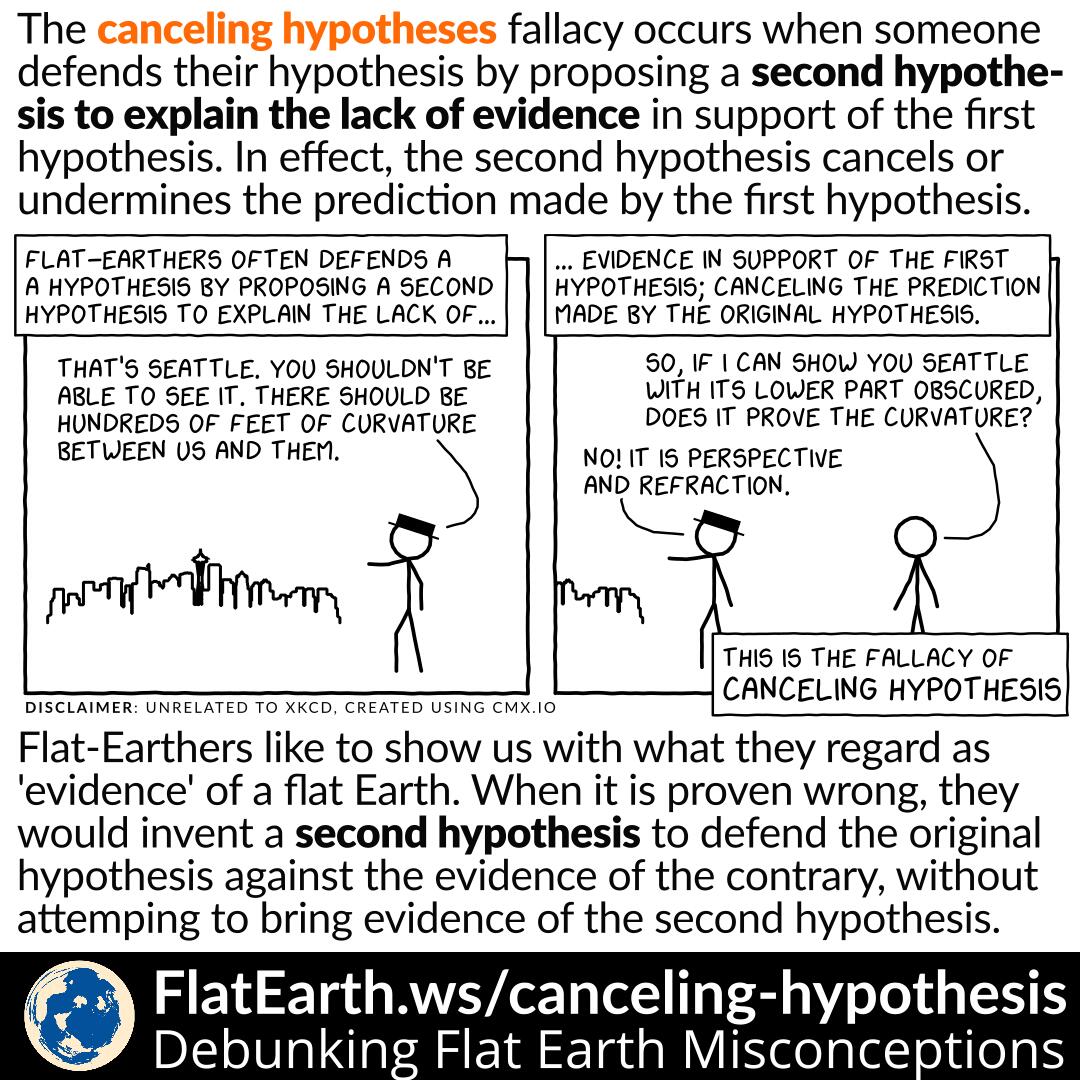 The canceling hypotheses fallacy occurs when someone
defends their hypothesis by proposing a second hypothe-
sis to explain the lack of evidence in support of the first
hypothesis. In effect, the second hypothesis cancels or
undermines the prediction made by the first hypothesis.
FLAT-EARTHERS OFTEN DEFENDS A
A HYPOTHESIS BY PROPOSING A SECOND
HYPOTHESIS TO EXPLAIN THE LACK OF...
THAT'S SEATTLE. YOU SHOULDN'T BE
ABLE TO SEE IT. THERE SHOULD BE
HUNDREDS OF FEET OF CURVATURE
BETWEEN US AND THEM.
... EVIDENCE IN SUPPORT OF THE FIRST
HYPOTHESIS; CANCELING THE PREDICTION
MADE BY THE ORIGINAL HYPOTHESIS.
SO, IF I CAN SHOW YOU SEATTLE
WITH ITS LOWER PART OBSCURED,
DOES IT PROVE THE CURVATURE?
NO! IT IS PERSPECTIVE
AND REFRACTION.
THIS IS THE FALLACY OF
CANCELING HYPOTHESIS
DISCLAIMER: UNRELATED TO XKCD, CREATED USING CMX.IO
Flat-Earthers like to show us with what they regard as
'evidence' of a flat Earth. When it is proven wrong, they
would invent a second hypothesis to defend the original
hypothesis against the evidence of the contrary, without
attemping to bring evidence of the second hypothesis.
FlatEarth.ws/canceling-hypothesis
Debunking Flat Earth Misconceptions